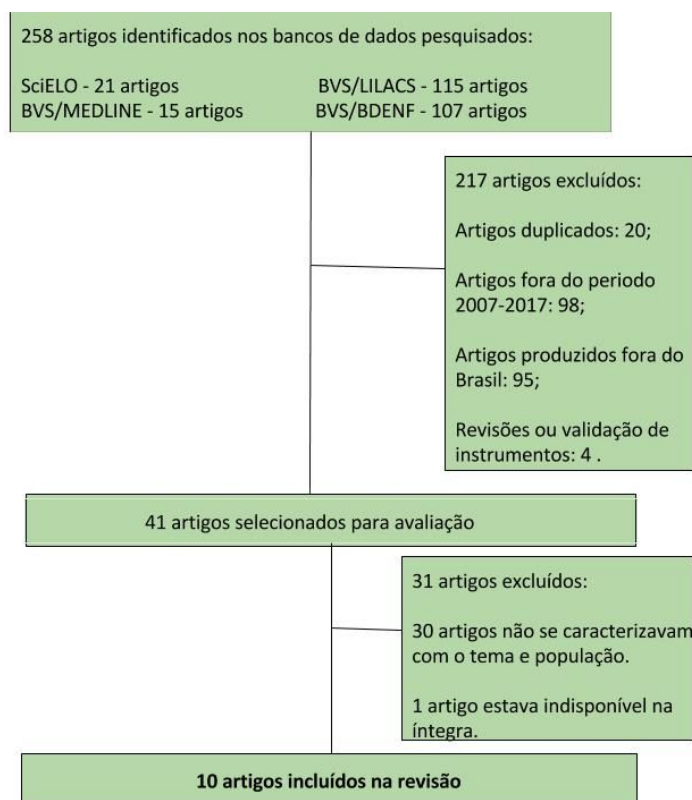 258 artigos identificados nos bancos de dados pesquisados:
SciELO - 21 artigos BVS/LILACS - 115 artigos
BVS/MEDLINE - 15 artigos BVS/BDENF - 107 artigos
217 artigos excluídos:
Artigos duplicados: 20;
Artigos fora do periodo
2007-2017: 98;
Artigos produzidos fora do
Brasil: 95;
Revisões ou validação de
instrumentos: 4 .
41 artigos selecionados para avaliação
31 artigos excluídos:
30 artigos não se caracterizavam
com o tema e população.
1 artigo estava indisponível na
íntegra.
10 artigos incluídos na revisão